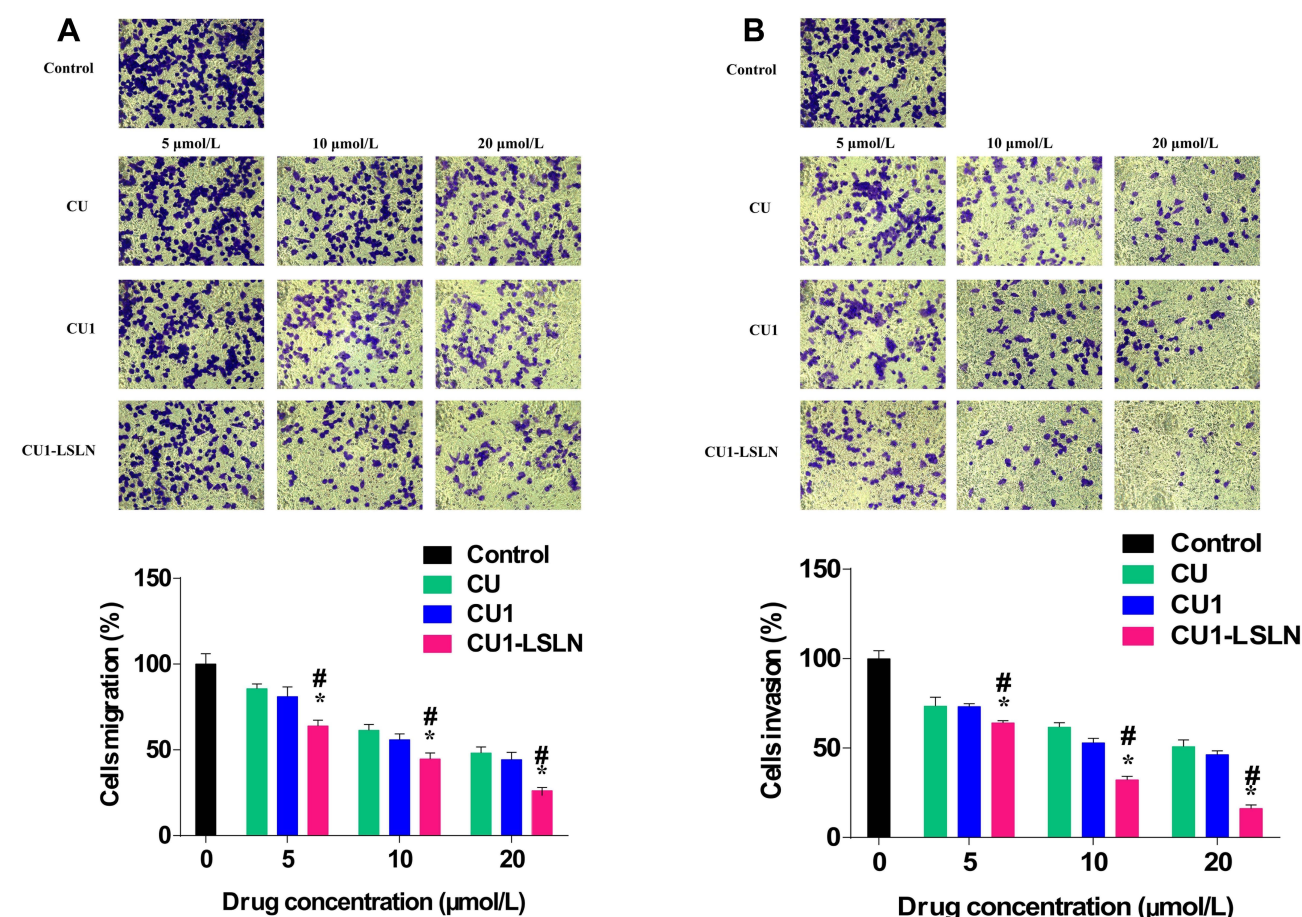 A
Control
5 µmol/L 10 µmol/L 20 µmol/L
CU
CU1
CU1-LSLN
Control
CU
CU1
CU1-LSLN
150
100
50
0
Cells migration (%)
# * # * # *
0 5 10 20
Drug concentration (µmol/L)
B
Control
5 µmol/L 10 µmol/L 20 µmol/L
CU
CU1
CU1-LSLN
Control
CU
CU1
CU1-LSLN
150
100
50
0
Cells invasion (%)
# * # * # *
0 5 10 20
Drug concentration (µmol/L)